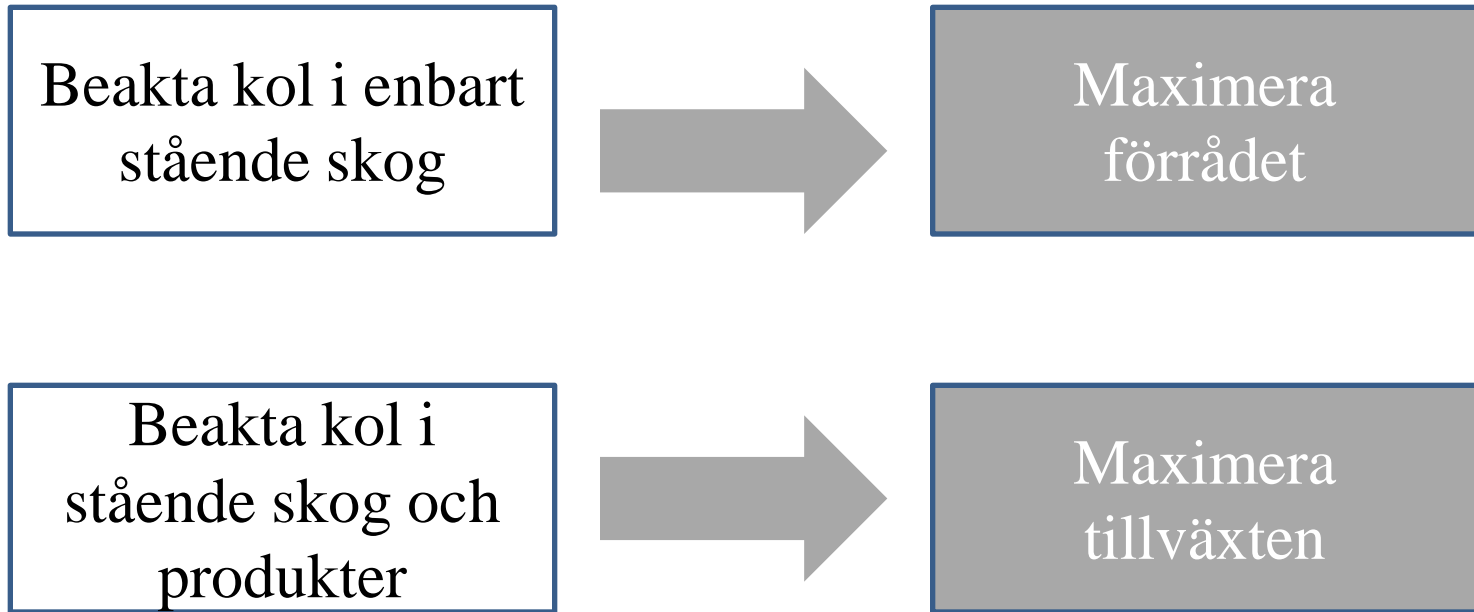 Beakta kol i enbart
stående skog
Maximera
förrådet
Beakta kol i
stående skog och
produkter
Maximera
tillväxten